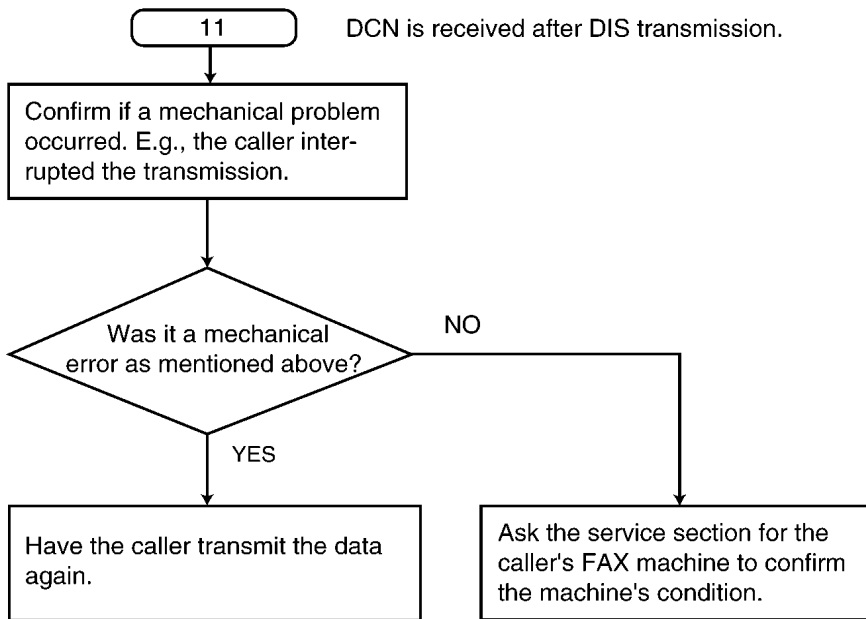 11
DCN is received after DIS transmission.
Confirm if a mechanical problem
occurred. E.g., the caller inter-
rupted the transmission.
Was it a mechanical
error as mentioned above?
NO
YES
Have the caller transmit the data
again.
Ask the service section for the
caller's FAX machine to confirm
the machine's condition.